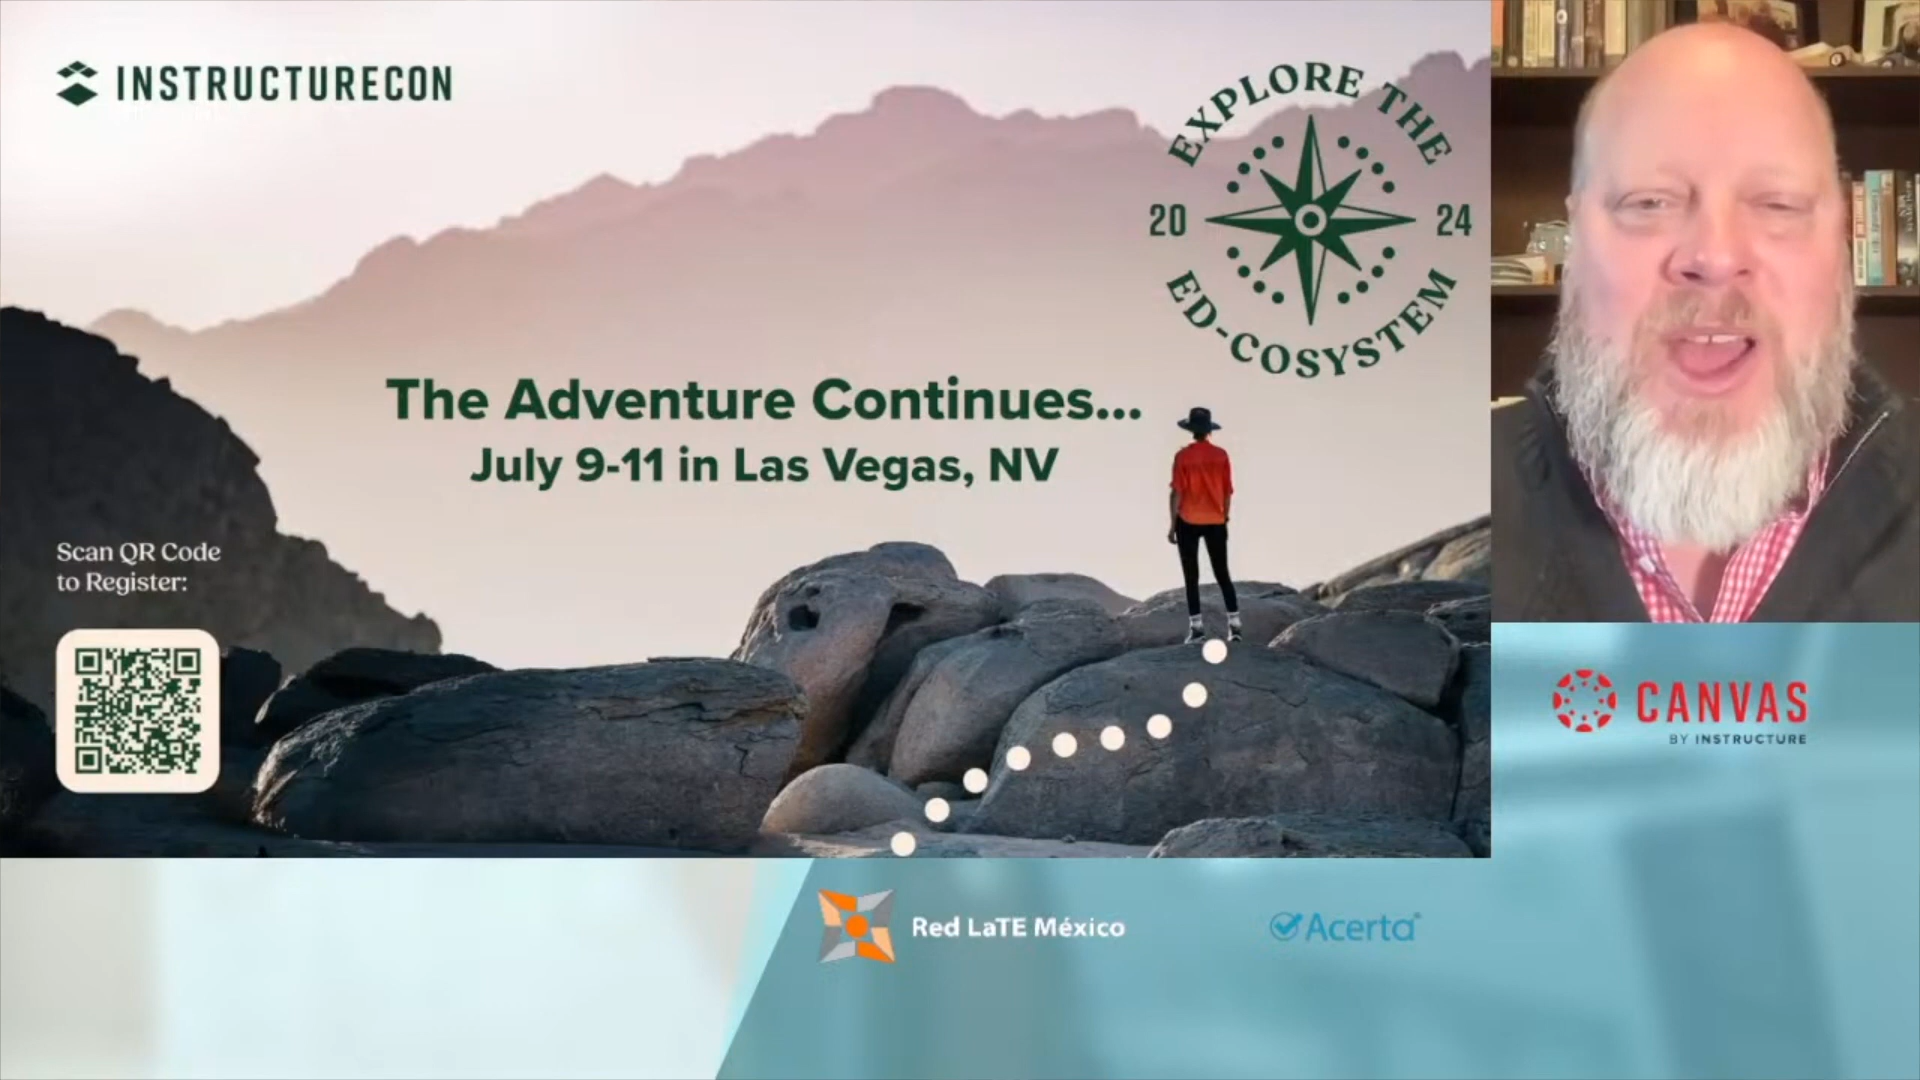 INSTRUCTURECON
EXPLORE THE
20 24
ED-COSYSTEM
The Adventure Continues...
July 9-11 in Las Vegas, NV
Scan QR Code
to Register:
CANVAS
BY INSTRUCTURE
Red LaTE México
Acerta